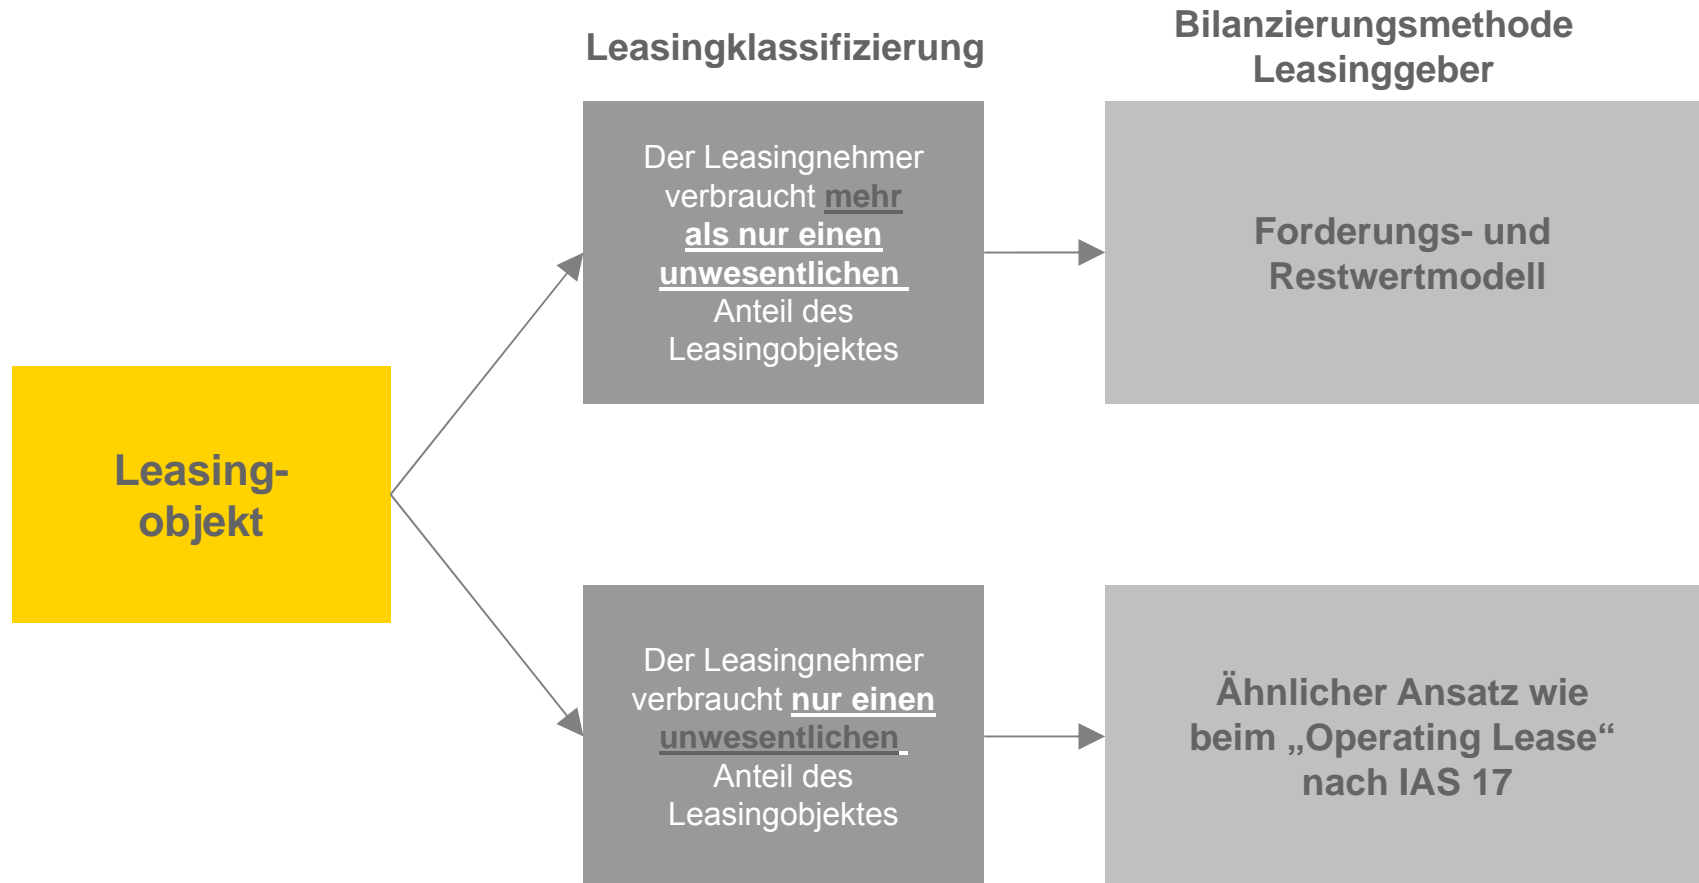 Leasingklassifizierung
Bilanzierungsmethode
Leasinggeber
Leasing-
objekt
Der Leasingnehmer
verbraucht mehr
als nur einen
unwesentlichen
Anteil des
Leasingobjektes
Forderungs- und
Restwertmodell
Der Leasingnehmer
verbraucht nur einen
unwesentlichen
Anteil des
Leasingobjektes
Ähnlicher Ansatz wie
beim „Operating Lease“
nach IAS 17